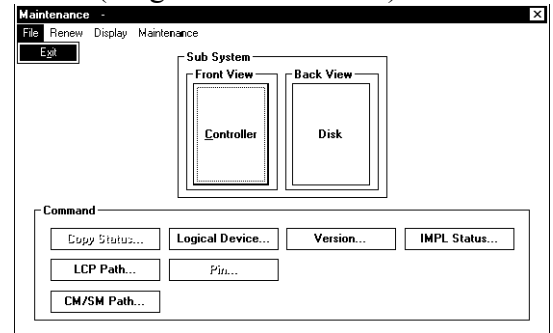 Maintenance -
File Renew Display Maintenance
Exit
Sub System
Front View Back View
Controller Disk
Command
Copy Status... Logical Device... Version... IMPL Status...
LCP Path... Pin...
CM/SM Path...